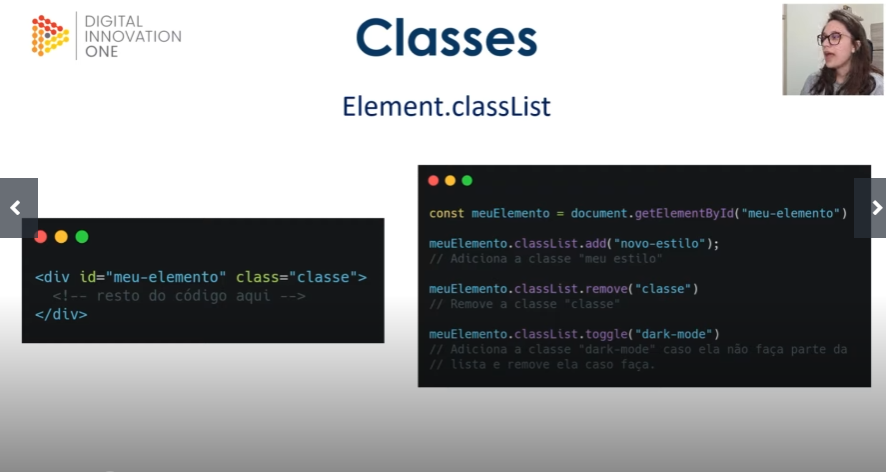 DIGITAL
INNOVATION
ONE
Classes
Element.classList
<div id="meu-elemento" class="classe">
<!-- resto do código aqui -->
</div>
const meuElemento = document.getElementById("meu-elemento")
meuElemento.classList.add("novo-estilo");
// Adiciona a classe "meu estilo"
meuElemento.classList.remove("classe")
// Remove a classe "classe"
meuElemento.classList.toggle("dark-mode")
// Adiciona a classe "dark-mode" caso ela não faça parte da
// lista e remove ela caso faça.